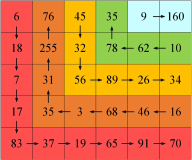 6 76 45 35 9 → 160
18 255 32 78 ← 62 ← 10
7 31 56 → 89 → 26 → 34
17 35 ← 3 ← 68 ← 46 ← 16
83 → 37 → 19 → 65 → 91 → 70